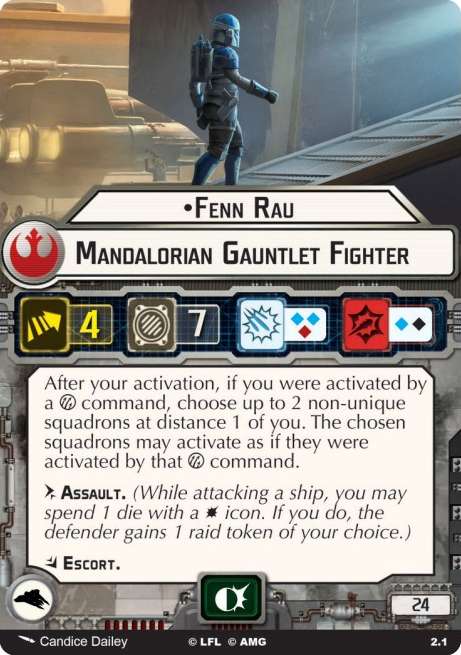 •Fenn Rau
Mandalorian Gauntlet Fighter
4 7
After your activation, if you were activated by
a command, choose up to 2 non-unique
squadrons at distance 1 of you. The chosen
squadrons may activate as if they were
activated by that command.
Assault. (While attacking a ship, you may
spend 1 die with a icon. If you do, the
defender gains 1 raid token of your choice.)
Escort.
24
Candice Dailey © LFL © AMG 2.1